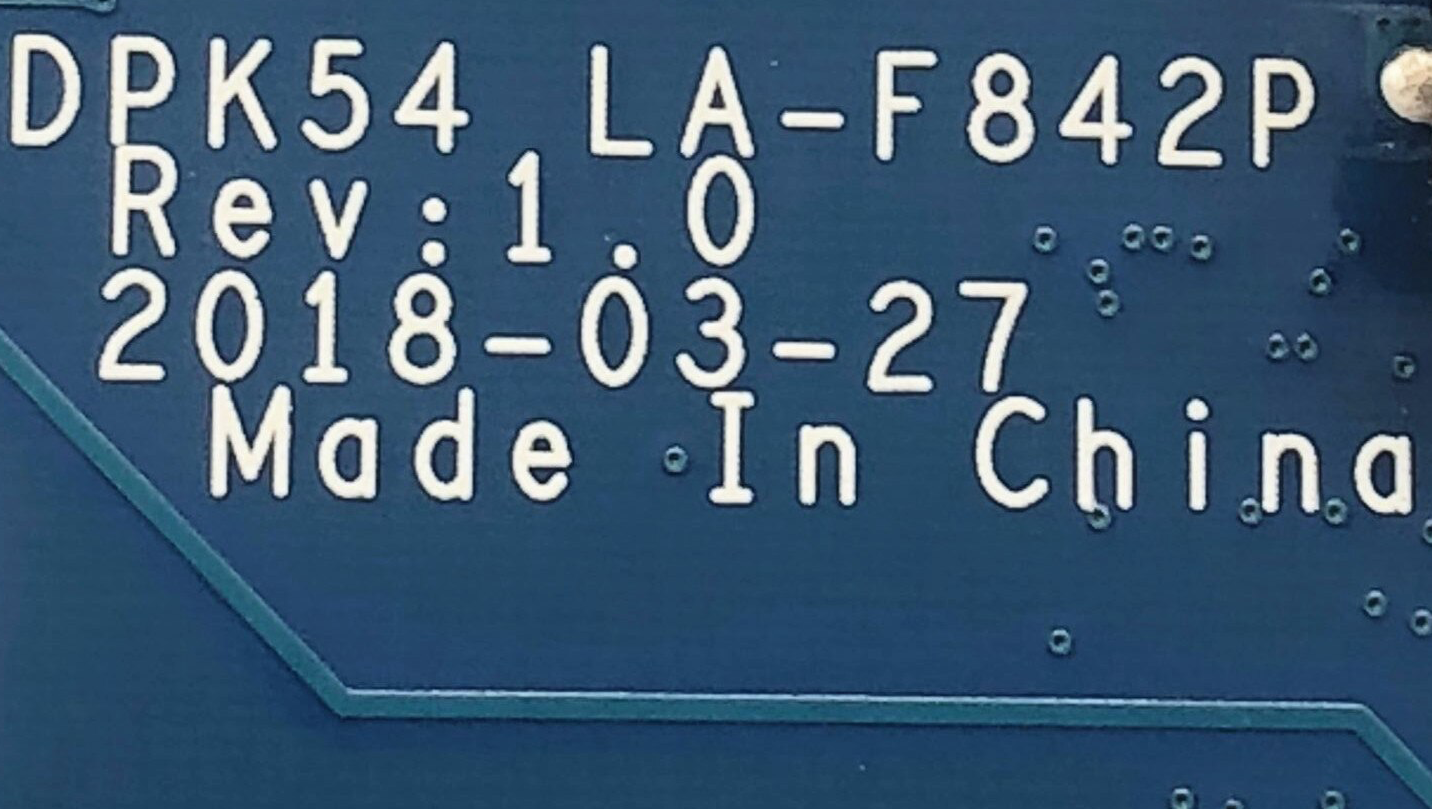 DPK54 LA-F842P
Rev:1.0
2018-03-27
Made In China